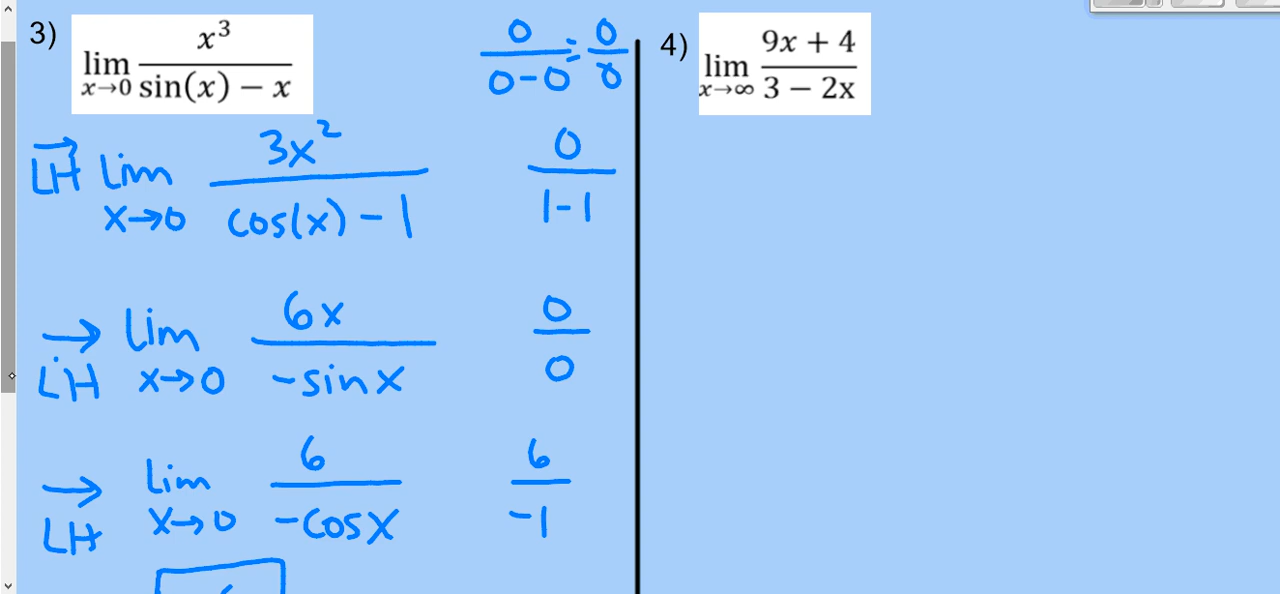 3) lim x→0 x³ / (sin(x) − x)
0/(0-0) = 0/0
LH Lim x→0 3x² / (cos(x) - 1)
0/(1-1)
→ LH Lim x→0 6x / -sinx
0/0
→ LH Lim x→0 6 / -cosx
6/-1
4) lim x→∞ (9x + 4) / (3 − 2x)